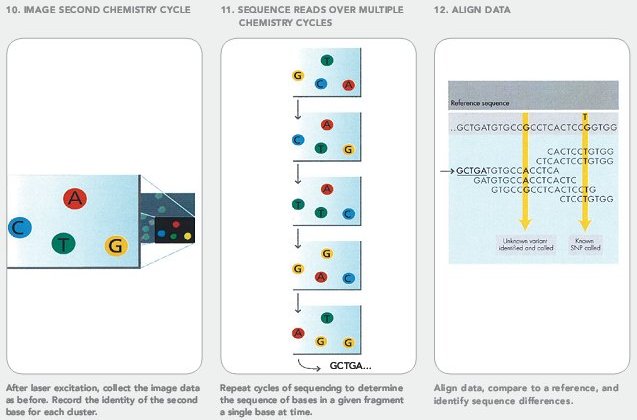 10. IMAGE SECOND CHEMISTRY CYCLE
A
C
T
G
After laser excitation, collect the image data
as before. Record the identity of the second
base for each cluster.
11. SEQUENCE READS OVER MULTIPLE
CHEMISTRY CYCLES
T
G
C A
A
C
T G
A
T T C
G
G A C
T
A G G
GCTGA...
Repeat cycles of sequencing to determine
the sequence of bases in a given fragment
a single base at time.
12. ALIGN DATA
Reference sequence
T
...GCTGATGTGCCGCCTCACTCCGGTGG
CACTCCTGTGG
CTCACTCCTGTGG
GCTGATGTGCCACCTCA
GATGTGCCACCTCACTC
GTGCCGCCTCACTCCTG
CTCCTGTGG
Unknown variant
identified and called
Known
SNP called
Align data, compare to a reference, and
identify sequence differences.